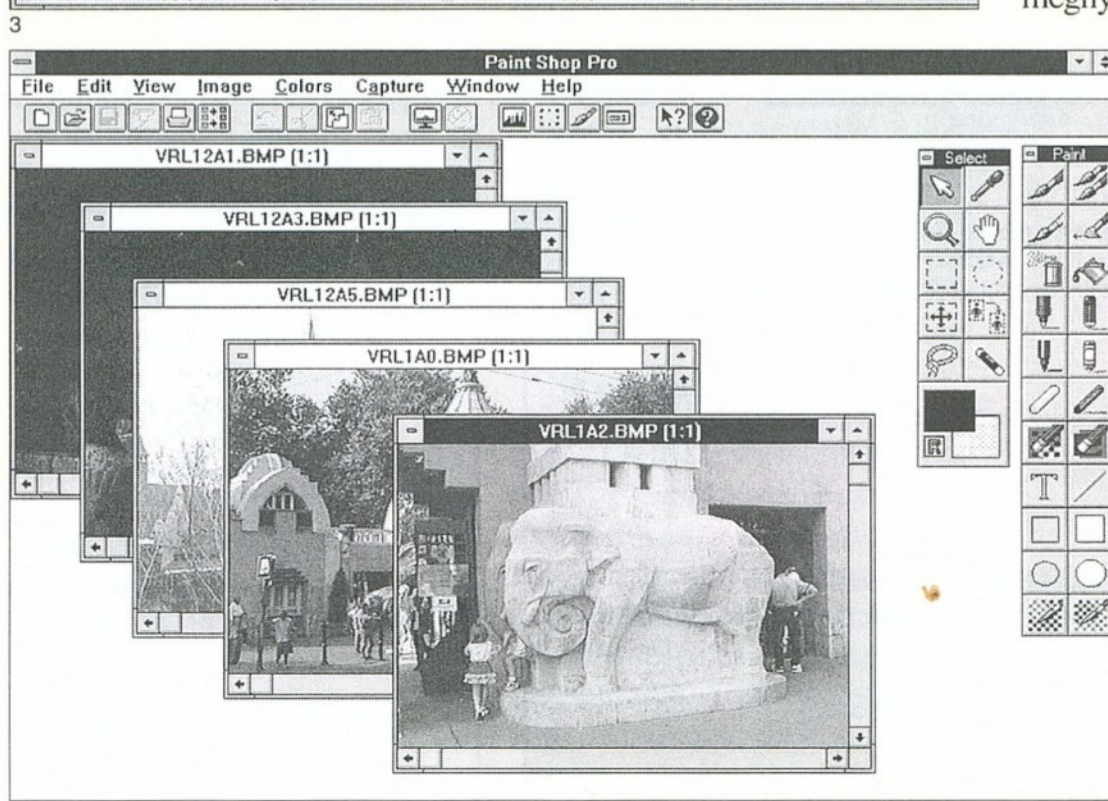 3
Paint Shop Pro
File Edit View Image Colors Capture Window Help
VRL12A1.BMP (1:1)
VRL12A3.BMP (1:1)
VRL12A5.BMP (1:1)
VRL1A0.BMP (1:1)
VRL1A2.BMP (1:1)
Select
Paint
R
T